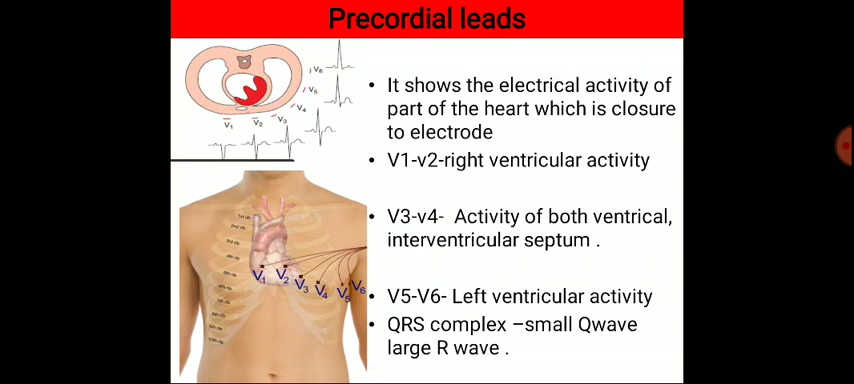 Precordial leads
V6
V5
V4
V3
V2
V1
• It shows the electrical activity of
part of the heart which is closure
to electrode
• V1-v2-right ventricular activity
• V3-v4- Activity of both ventrical,
interventricular septum .
• V5-V6- Left ventricular activity
• QRS complex –small Qwave
large R wave .
V1 V2 V3 V4 V5 V6